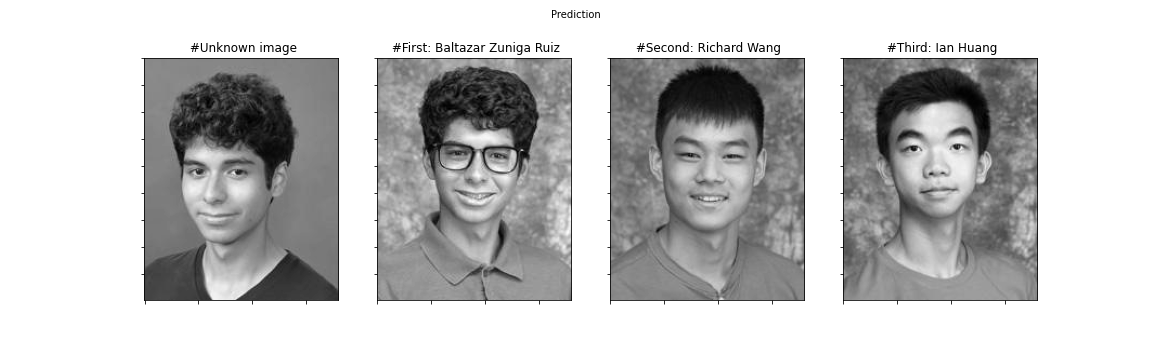 Prediction
#Unknown image
#First: Baltazar Zuniga Ruiz
#Second: Richard Wang
#Third: Ian Huang